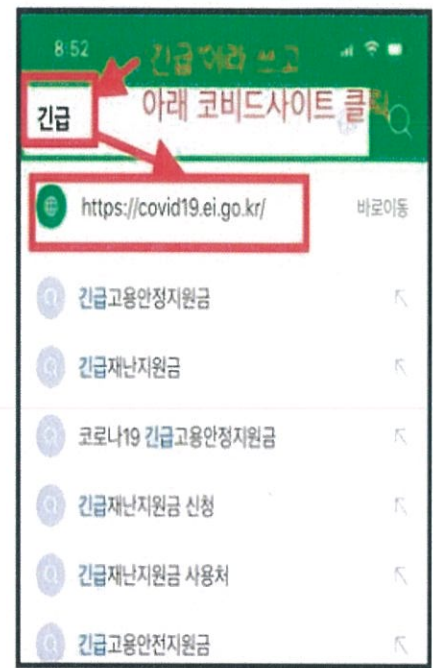 8:52
긴급 이라 쓰고
긴급
아래 코비드사이트 클릭
https://covid19.ei.go.kr/
바로이동
긴급고용안정지원금
긴급재난지원금
코로나19 긴급고용안정지원금
긴급재난지원금 신청
긴급재난지원금 사용처
긴급고용안전지원금